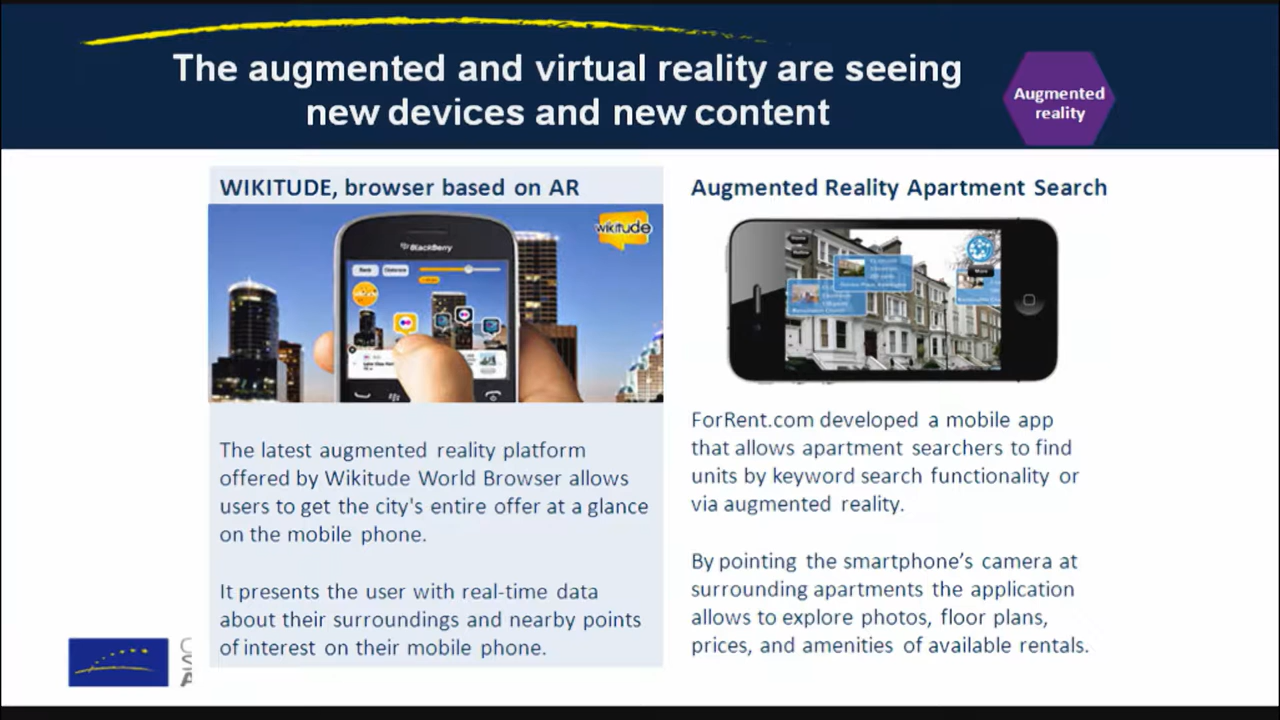 The augmented and virtual reality are seeing
new devices and new content
Augmented
reality
WIKITUDE, browser based on AR
wikitude
BlackBerry
The latest augmented reality platform
offered by Wikitude World Browser allows
users to get the city's entire offer at a glance
on the mobile phone.
It presents the user with real-time data
about their surroundings and nearby points
of interest on their mobile phone.
Augmented Reality Apartment Search
ForRent.com developed a mobile app
that allows apartment searchers to find
units by keyword search functionality or
via augmented reality.
By pointing the smartphone’s camera at
surrounding apartments the application
allows to explore photos, floor plans,
prices, and amenities of available rentals.